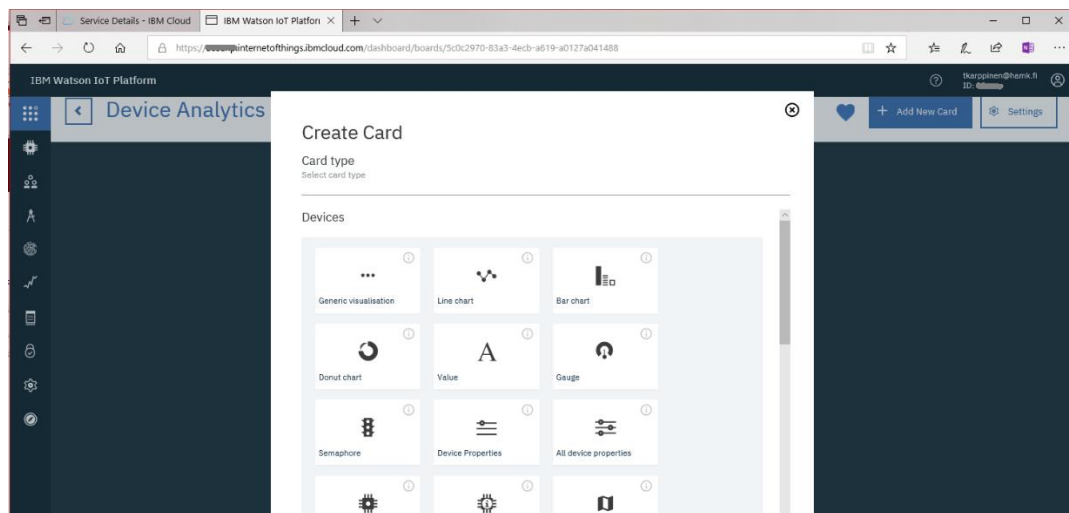 Service Details - IBM Cloud
IBM Watson IoT Platforr
https://
internetofthings.ibmcloud.com/dashboard/boards/5c0c2970-83a3-4ecb-a619-a0127a041488
IBM Watson IoT Platform
tkarppinen@hamk.fi
ID:
Device Analytics
+ Add New Card
Settings
Create Card
Card type
Select card type
Devices
Generic visualisation
Line chart
Bar chart
Donut chart
A
Value
Gauge
Semaphore
Device Properties
All device properties